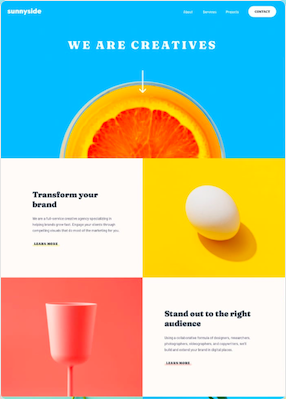 sunnyside
About Services Projects CONTACT
WE ARE CREATIVES
Transform your
brand
We are a full-service creative agency specializing in
helping brands grow fast. Engage your clients through
compelling visuals that do most of the marketing for you.
LEARN MORE
Stand out to the right
audience
Using a collaborative formula of designers, researchers,
photographers, videographers, and copywriters, we'll
build and extend your brand in digital places.
LEARN MORE